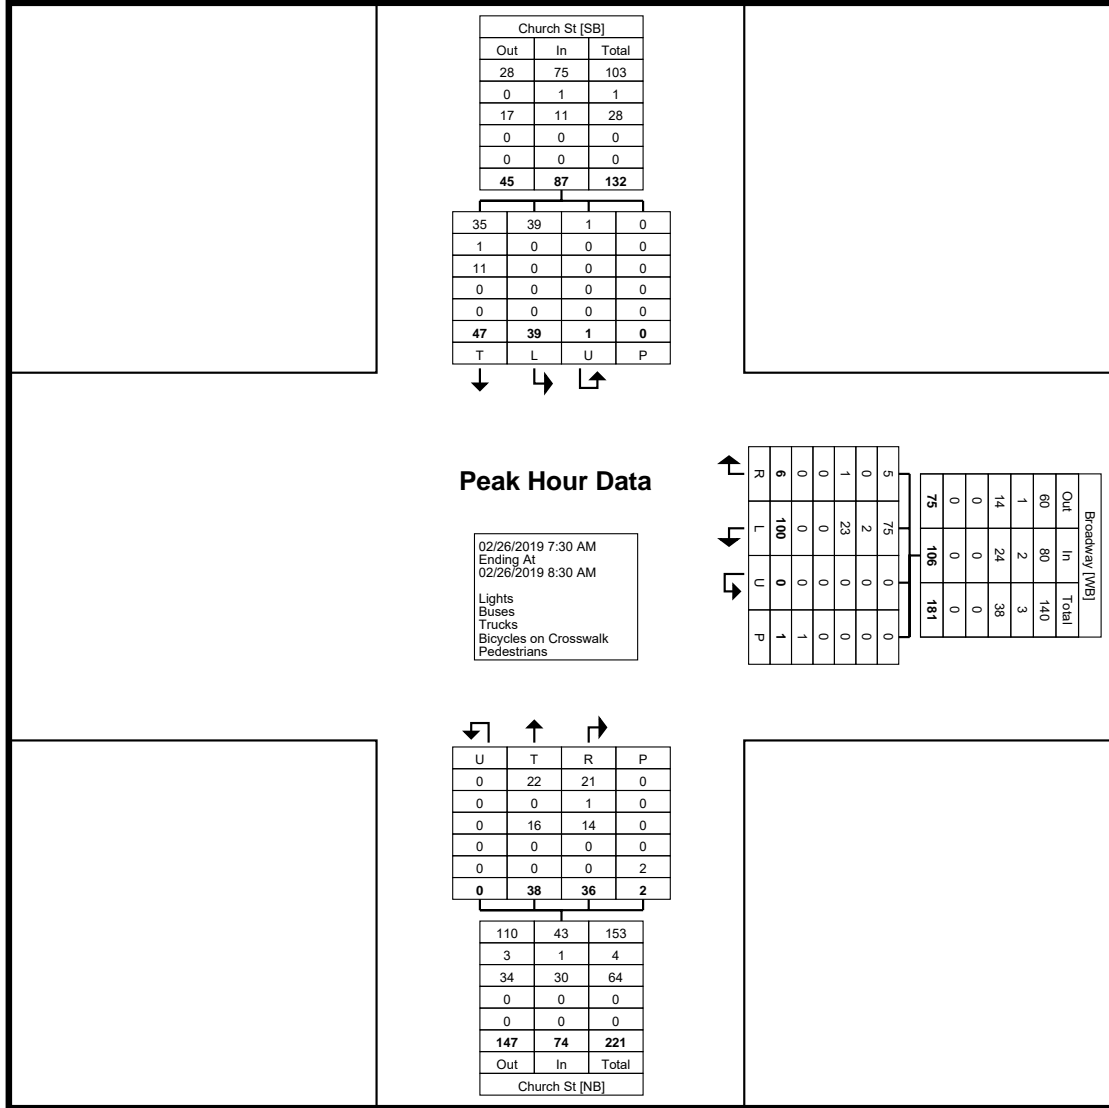 Church St [SB]
Out In Total
28 75 103
0 1 1
17 11 28
0 0 0
0 0 0
45 87 132
35 39 1 0
1 0 0 0
11 0 0 0
0 0 0 0
0 0 0 0
47 39 1 0
T L U P
Peak Hour Data
02/26/2019 7:30 AM
Ending At
02/26/2019 8:30 AM
Lights
Buses
Trucks
Bicycles on Crosswalk
Pedestrians
Broadway [WB]
Out In Total
60 80 140
1 2 3
14 24 38
0 0 0
0 0 0
75 106 181
5 75 0 0
0 2 0 0
1 23 0 0
0 0 0 0
0 0 0 1
6 100 0 1
R L U P
U T R P
0 22 21 0
0 0 1 0
0 16 14 0
0 0 0 0
0 0 0 2
0 38 36 2
110 43 153
3 1 4
34 30 64
0 0 0
0 0 0
147 74 221
Out In Total
Church St [NB]